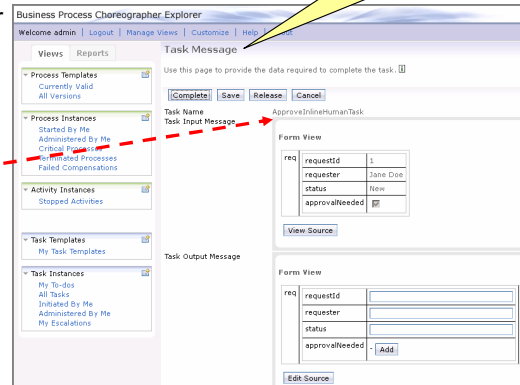 Business Process Choreographer Explorer
Welcome admin | Logout | Manage Views | Customize | Help |
Views Reports
Process Templates
Currently Valid
All Versions
Process Instances
Started By Me
Administered By Me
Critical Processes
Terminated Processes
Failed Compensations
Activity Instances
Stopped Activities
Task Templates
My Task Templates
Task Instances
My To-dos
All Tasks
Initiated By Me
Administered By Me
My Escalations
Task Message
Use this page to provide the data required to complete the task. i
Complete Save Release Cancel
Task Name ApproveInlineHumanTask
Task Input Message
Form View
req requestId 1
requester Jane Doe
status New
approvalNeeded
View Source
Task Output Message
Form View
req requestId
requester
status
approvalNeeded - Add
Edit Source